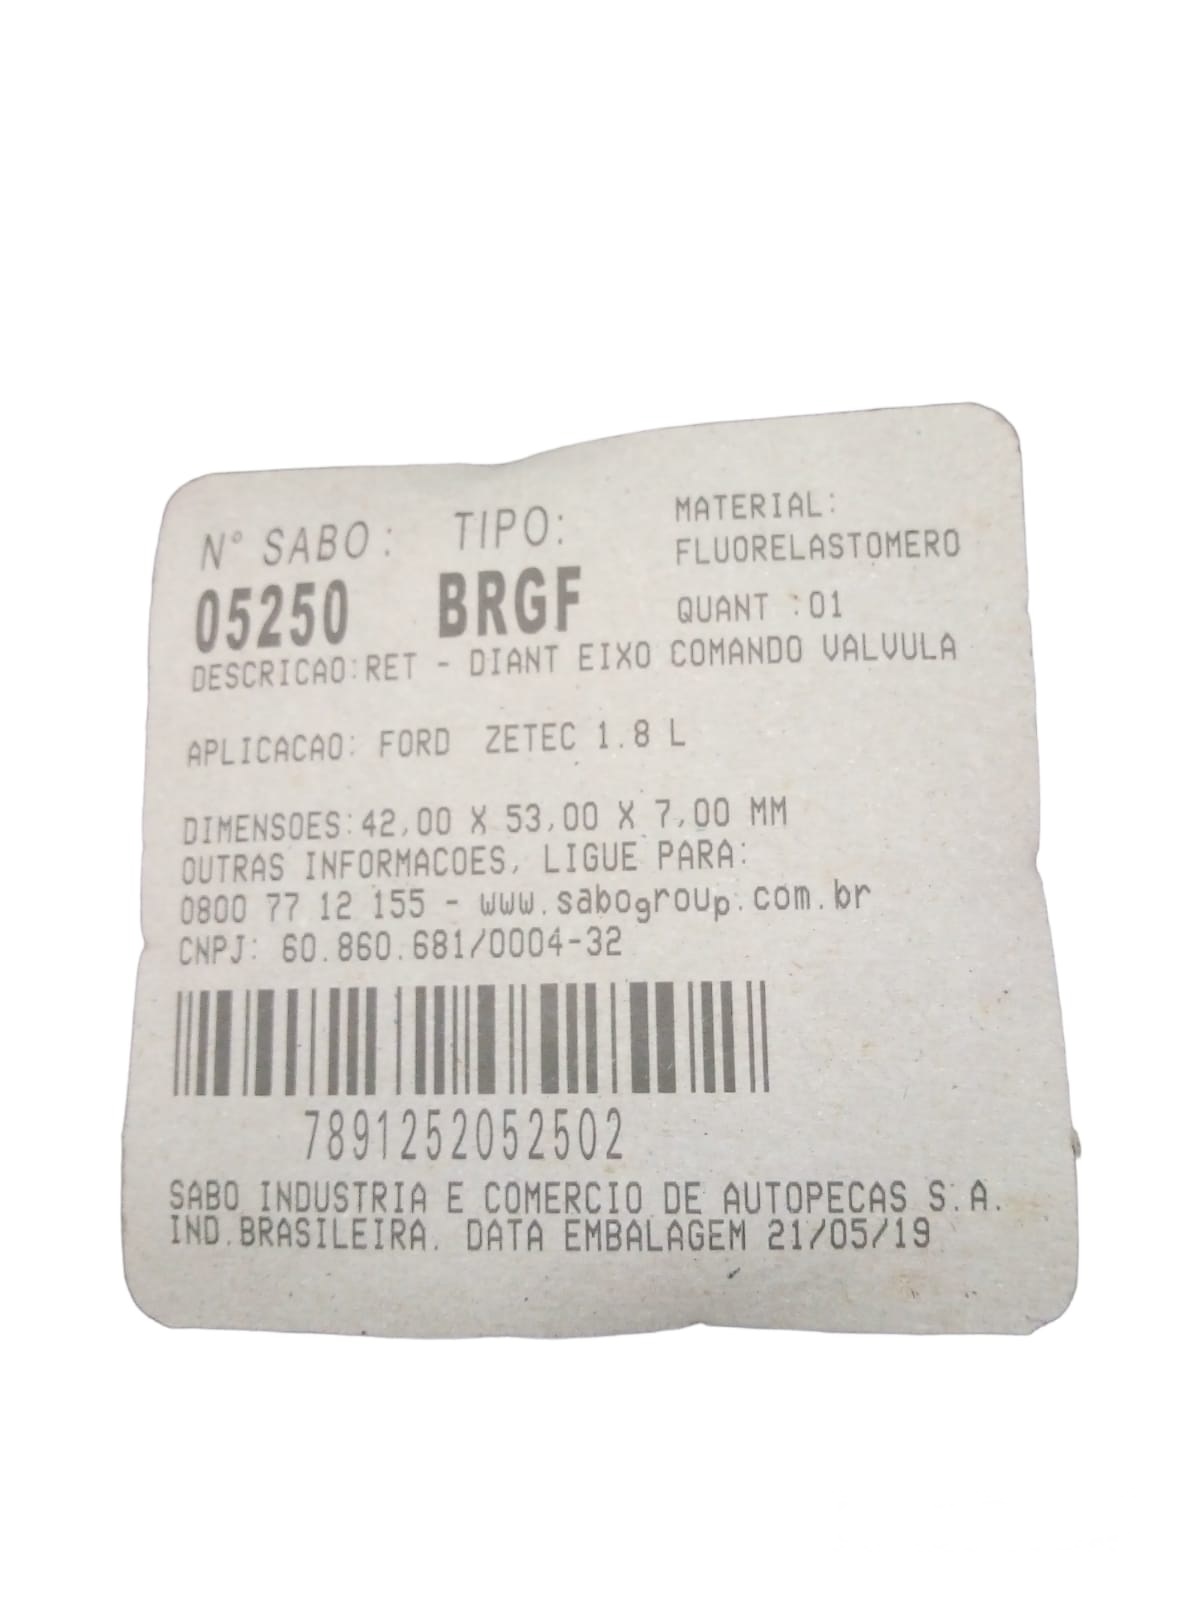 N° SABO: TIPO: MATERIAL:
FLUORELASTOMERO
05250 BRGF QUANT :01
DESCRICAO:RET - DIANT EIXO COMANDO VALVULA
APLICACAO: FORD ZETEC 1.8 L
DIMENSOES:42,00 X 53,00 X 7,00 MM
OUTRAS INFORMACOES, LIGUE PARA:
0800 77 12 155 - www.sabogroup.com.br
CNPJ: 60.860.681/0004-32
7891252052502
SABO INDUSTRIA E COMERCIO DE AUTOPECAS S.A.
IND.BRASILEIRA. DATA EMBALAGEM 21/05/19